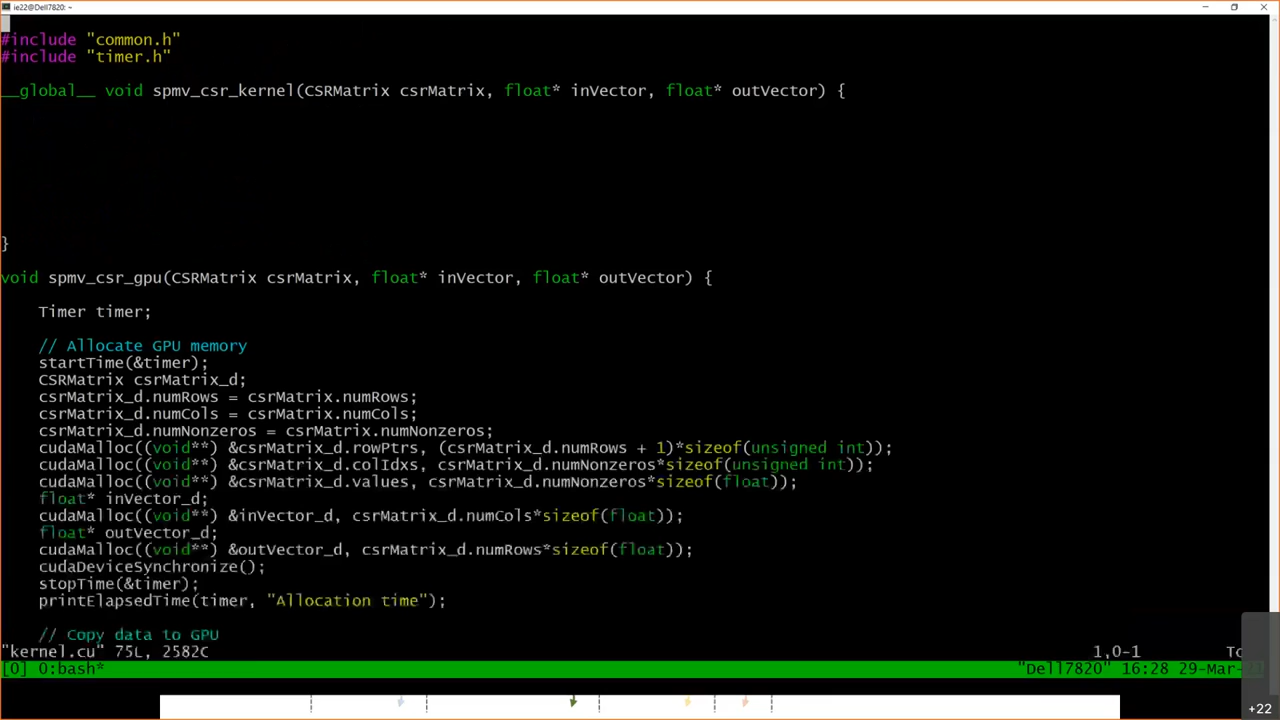 ie22@Dell7820: ~
#include "common.h"
#include "timer.h"
__global__ void spmv_csr_kernel(CSRMatrix csrMatrix, float* inVector, float* outVector) {
}
void spmv_csr_gpu(CSRMatrix csrMatrix, float* inVector, float* outVector) {
Timer timer;
// Allocate GPU memory
startTime(&timer);
CSRMatrix csrMatrix_d;
csrMatrix_d.numRows = csrMatrix.numRows;
csrMatrix_d.numCols = csrMatrix.numCols;
csrMatrix_d.numNonzeros = csrMatrix.numNonzeros;
cudaMalloc((void**) &csrMatrix_d.rowPtrs, (csrMatrix_d.numRows + 1)*sizeof(unsigned int));
cudaMalloc((void**) &csrMatrix_d.colIdxs, csrMatrix_d.numNonzeros*sizeof(unsigned int));
cudaMalloc((void**) &csrMatrix_d.values, csrMatrix_d.numNonzeros*sizeof(float));
float* inVector_d;
cudaMalloc((void**) &inVector_d, csrMatrix_d.numCols*sizeof(float));
float* outVector_d;
cudaMalloc((void**) &outVector_d, csrMatrix_d.numRows*sizeof(float));
cudaDeviceSynchronize();
stopTime(&timer);
printElapsedTime(timer, "Allocation time");
// Copy data to GPU
"kernel.cu" 75L, 2582C 1,0-1
[0] 0:bash* "Dell7820" 16:28 29-Mar-
+22